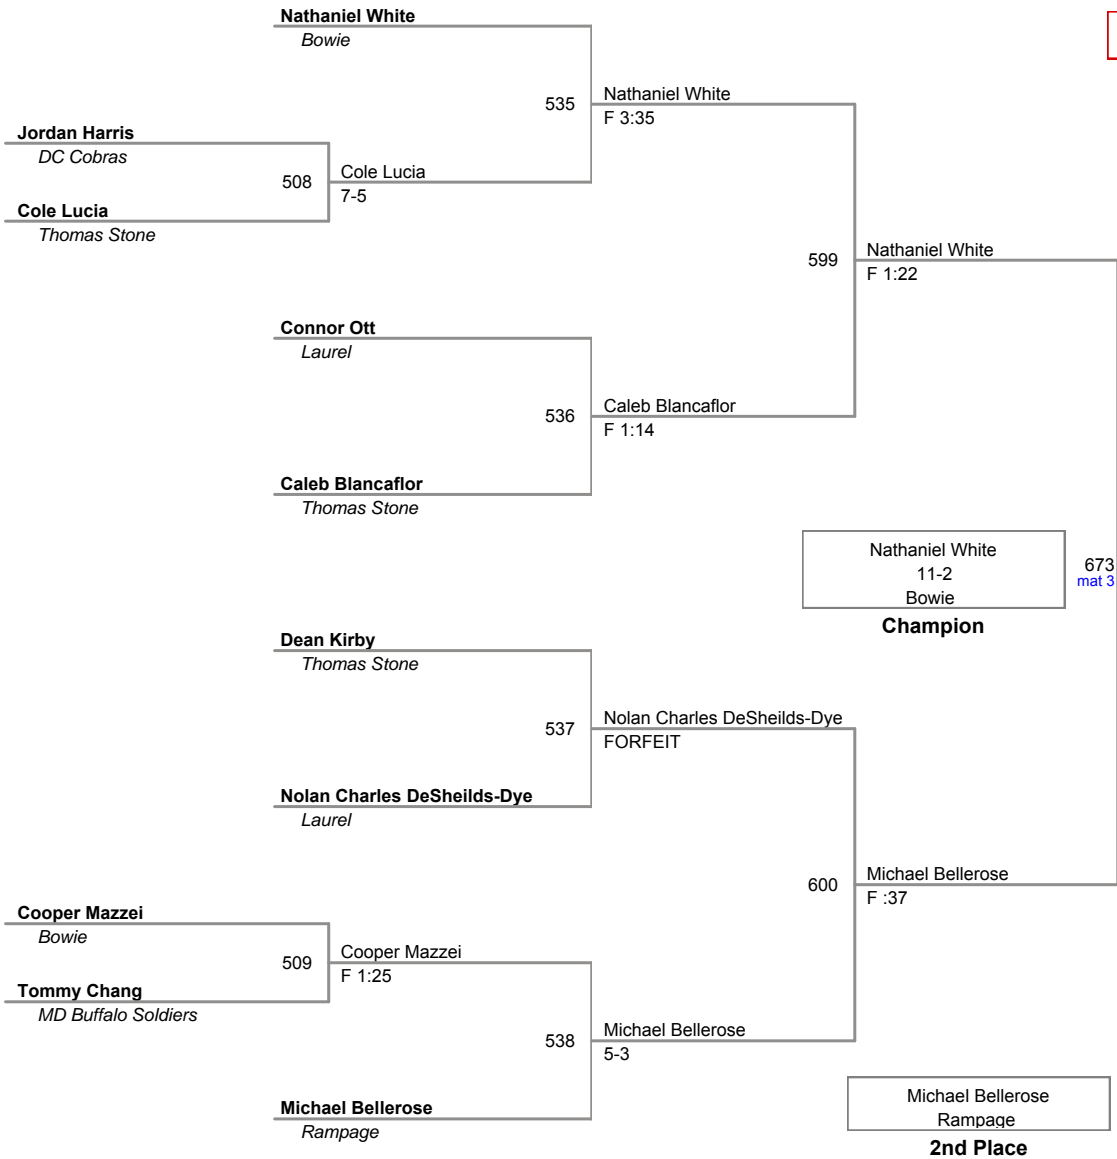 Nathaniel White
Bowie
535
Nathaniel White
F 3:35
Jordan Harris
DC Cobras
508
Cole Lucia
7-5
Cole Lucia
Thomas Stone
599
Nathaniel White
F 1:22
Connor Ott
Laurel
536
Caleb Blancaflor
F 1:14
Caleb Blancaflor
Thomas Stone
Nathaniel White
11-2
Bowie
Champion
673
mat 3
Dean Kirby
Thomas Stone
537
Nolan Charles DeSheilds-Dye
FORFEIT
Nolan Charles DeSheilds-Dye
Laurel
600
Michael Bellerose
F :37
Cooper Mazzei
Bowie
509
Cooper Mazzei
F 1:25
Tommy Chang
MD Buffalo Soldiers
538
Michael Bellerose
5-3
Michael Bellerose
Rampage
Michael Bellerose
Rampage
2nd Place